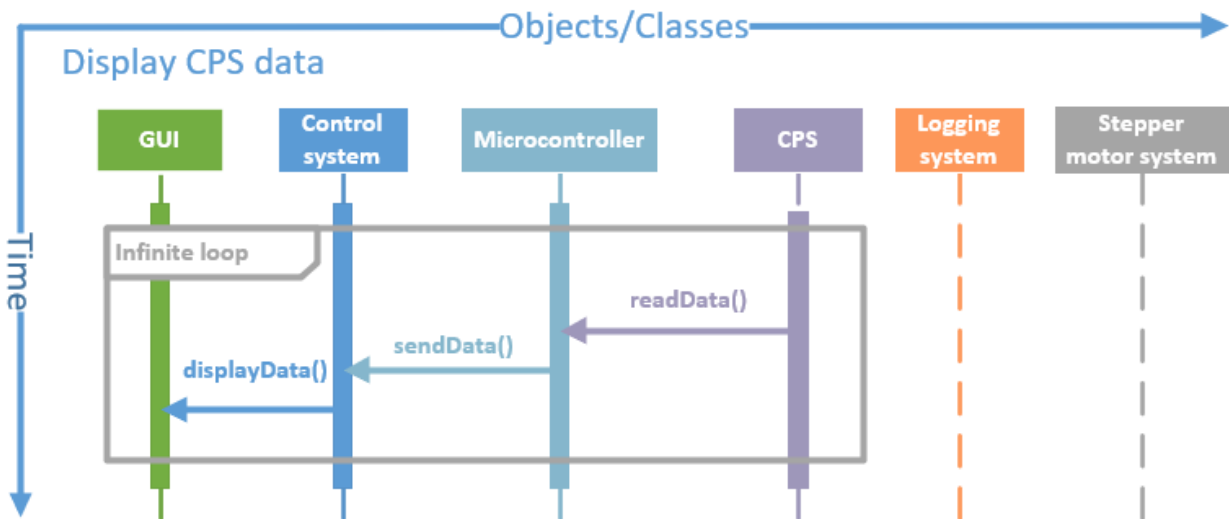 Objects/Classes
Display CPS data
GUI
Control
system
Microcontroller
CPS
Logging
system
Stepper
motor system
Time
Infinite loop
readData()
sendData()
displayData()